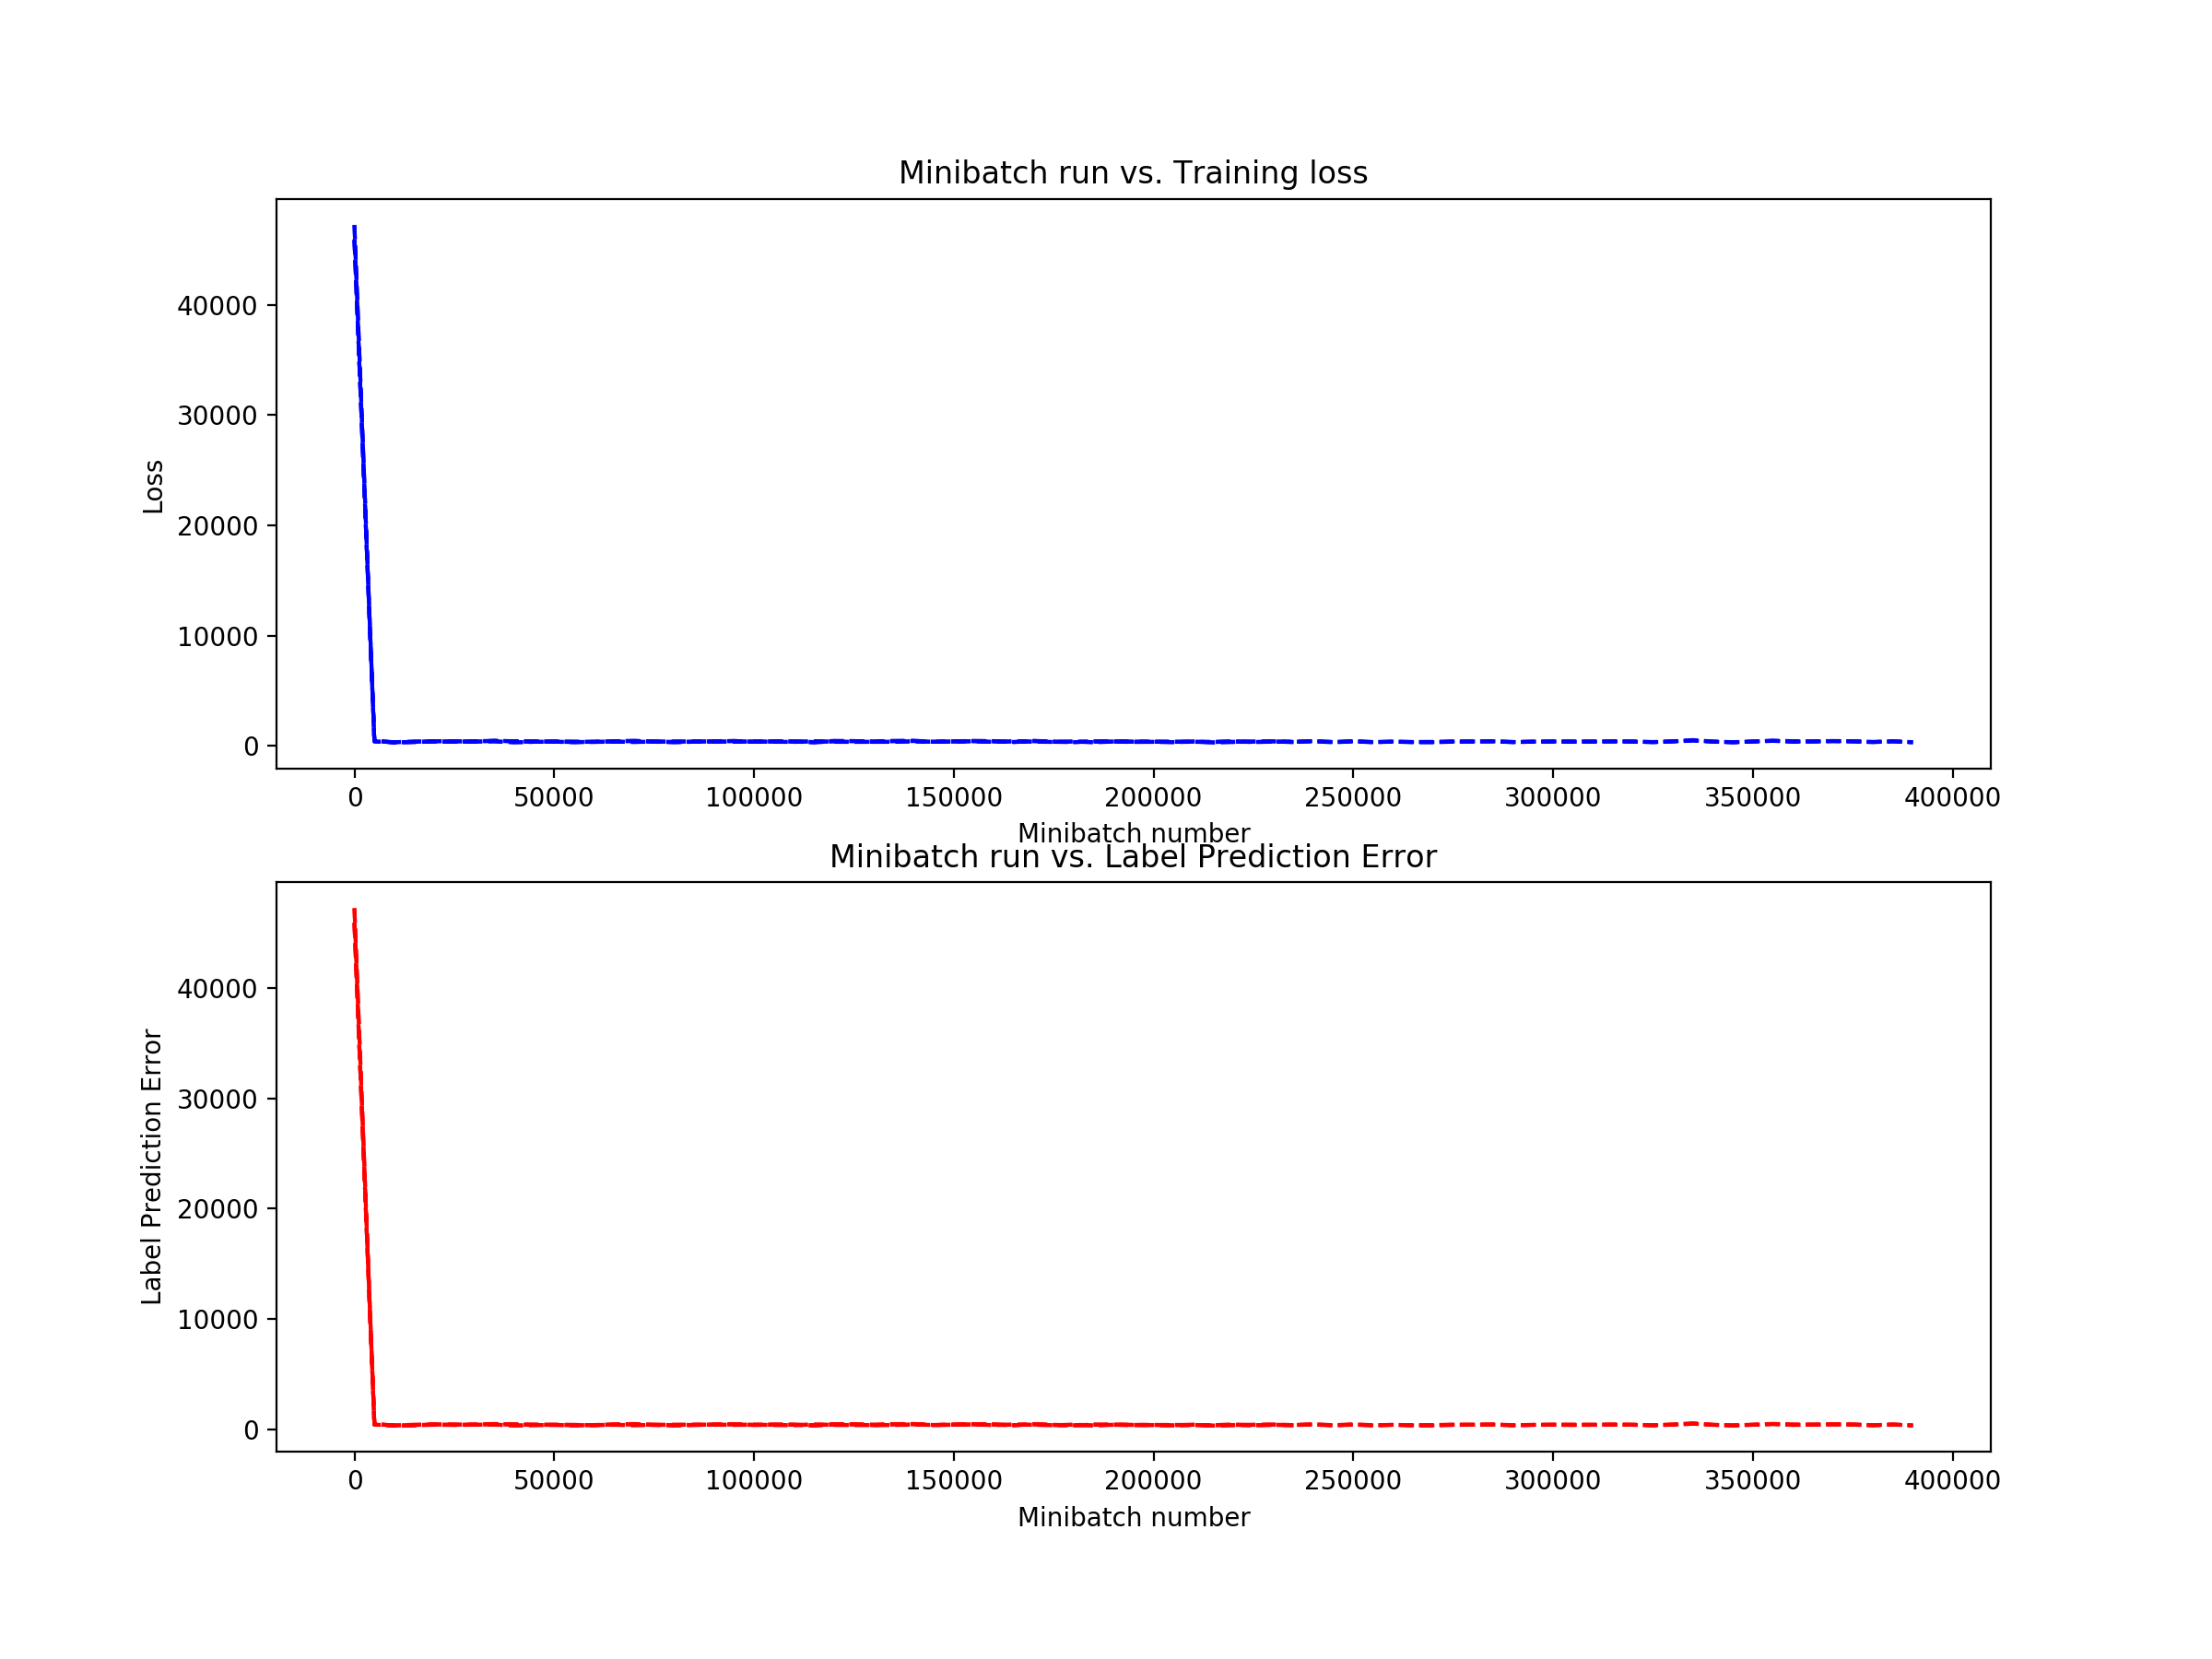 Minibatch run vs. Training loss
Loss
40000
30000
20000
10000
0
0 50000 100000 150000 200000 250000 300000 350000 400000
Minibatch number
Minibatch run vs. Label Prediction Error
Label Prediction Error
40000
30000
20000
10000
0
0 50000 100000 150000 200000 250000 300000 350000 400000
Minibatch number